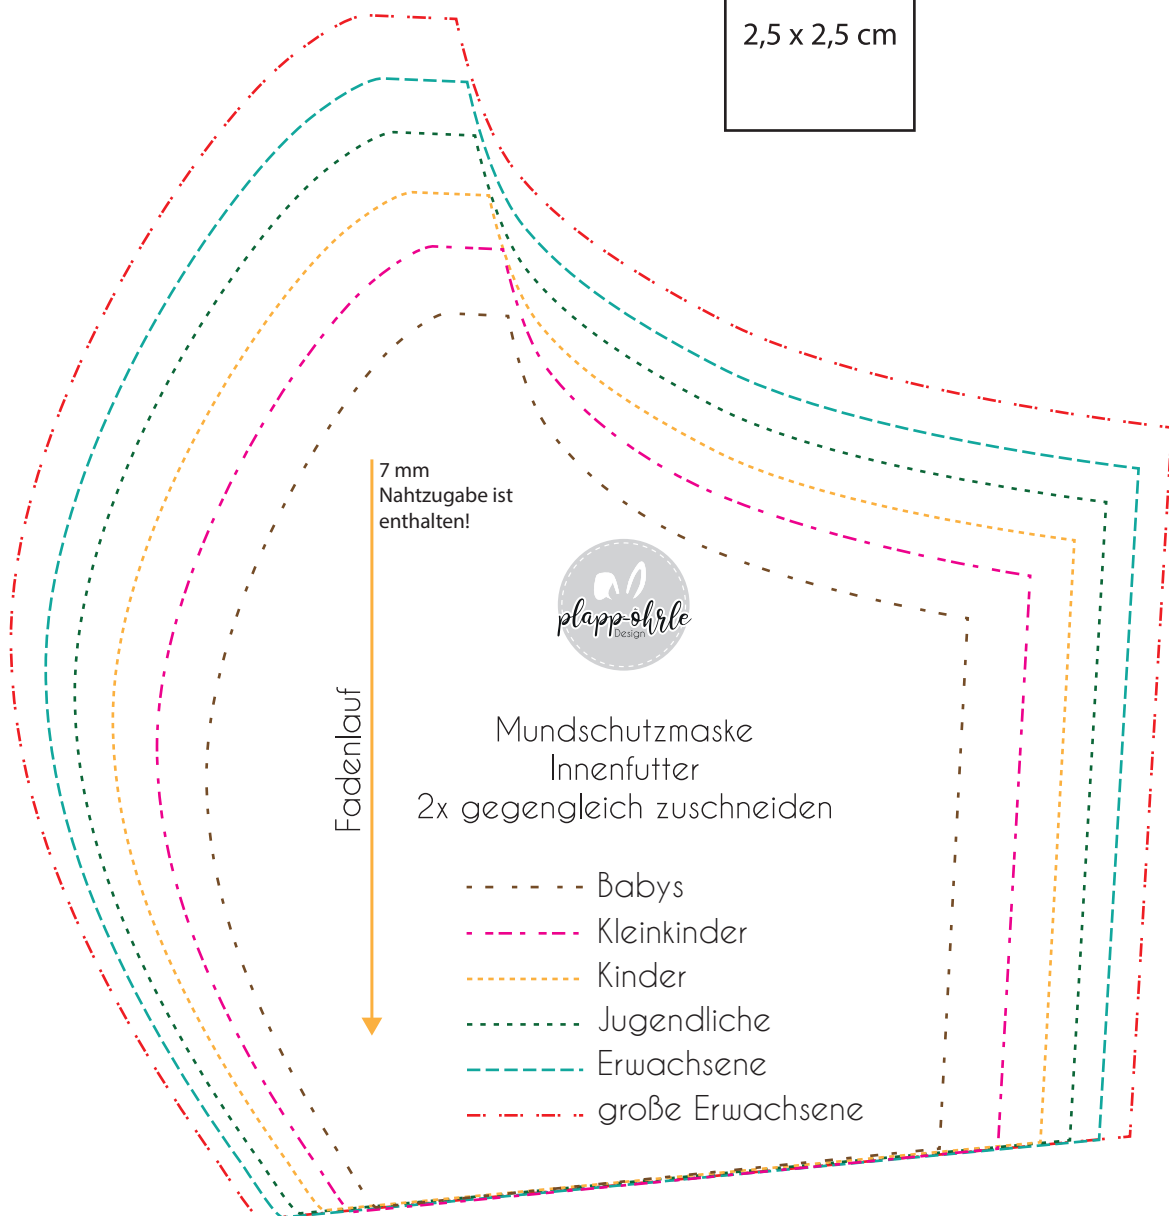 2,5 x 2,5 cm
7 mm
Nahtzugabe ist
enthalten!
plapp-öhrle
Design
Fadenlauf
Mundschutzmaske
Innenfutter
2x gegengleich zuschneiden
Babys
Kleinkinder
Kinder
Jugendliche
Erwachsene
große Erwachsene